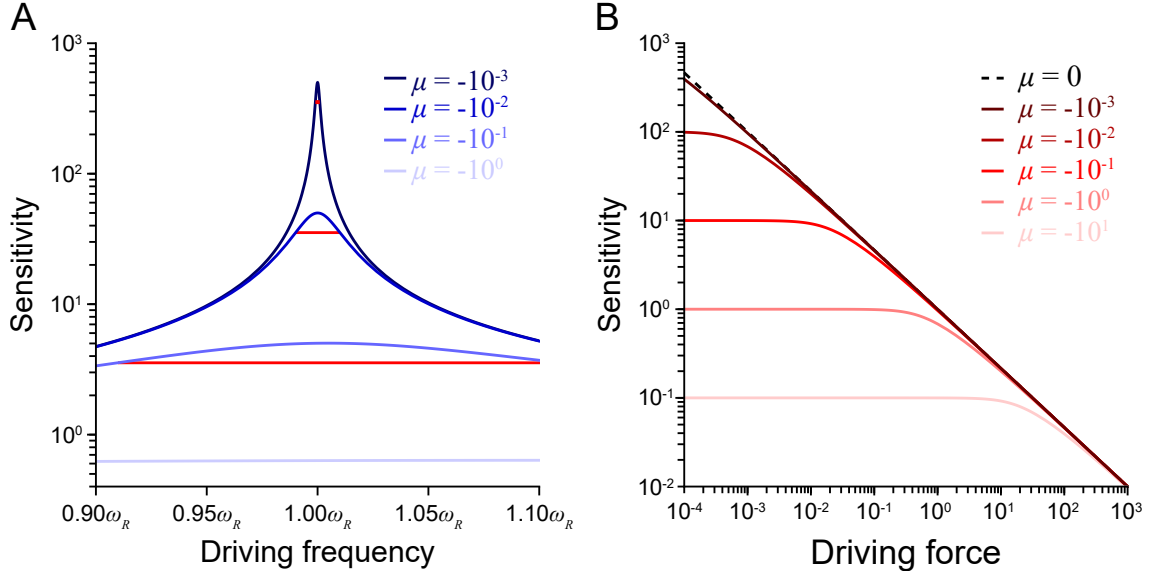 A
Sensitivity
10³
10²
10¹
10⁰
μ = -10⁻³
μ = -10⁻²
μ = -10⁻¹
μ = -10⁰
0.90ω_R
0.95ω_R
1.00ω_R
1.05ω_R
1.10ω_R
Driving frequency
B
Sensitivity
10³
10²
10¹
10⁰
10⁻¹
10⁻²
μ = 0
μ = -10⁻³
μ = -10⁻²
μ = -10⁻¹
μ = -10⁰
μ = -10¹
10⁻⁴
10⁻³
10⁻²
10⁻¹
10⁰
10¹
10²
10³
Driving force